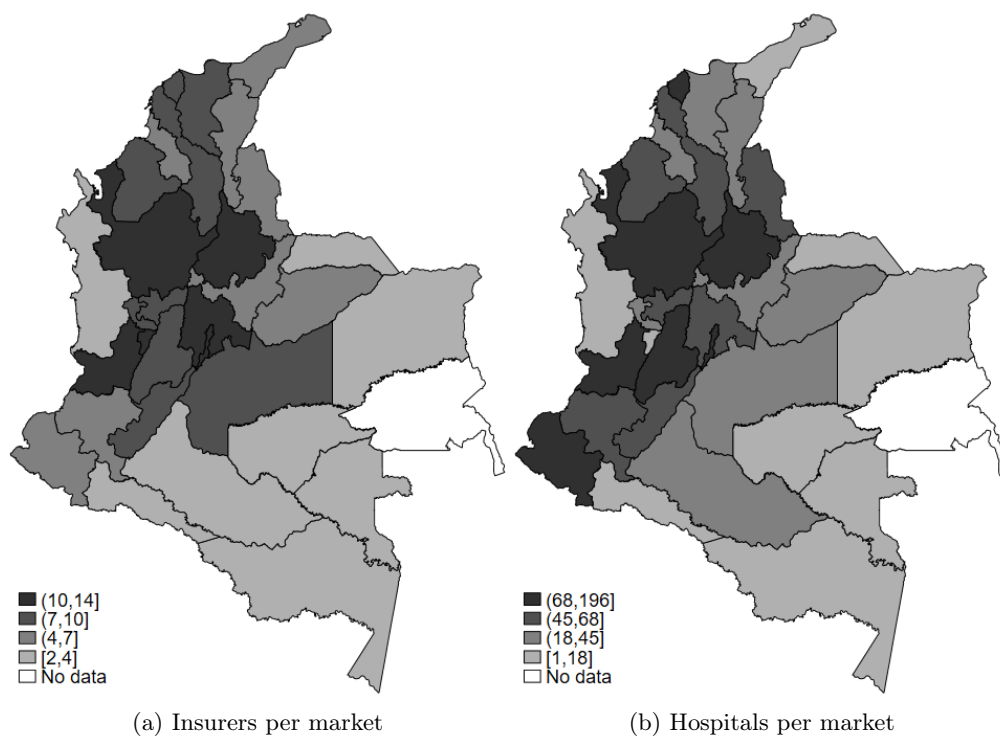 (10,14]
(7,10]
(4,7]
[2,4]
No data
(a) Insurers per market
(68,196]
(45,68]
(18,45]
[1,18]
No data
(b) Hospitals per market